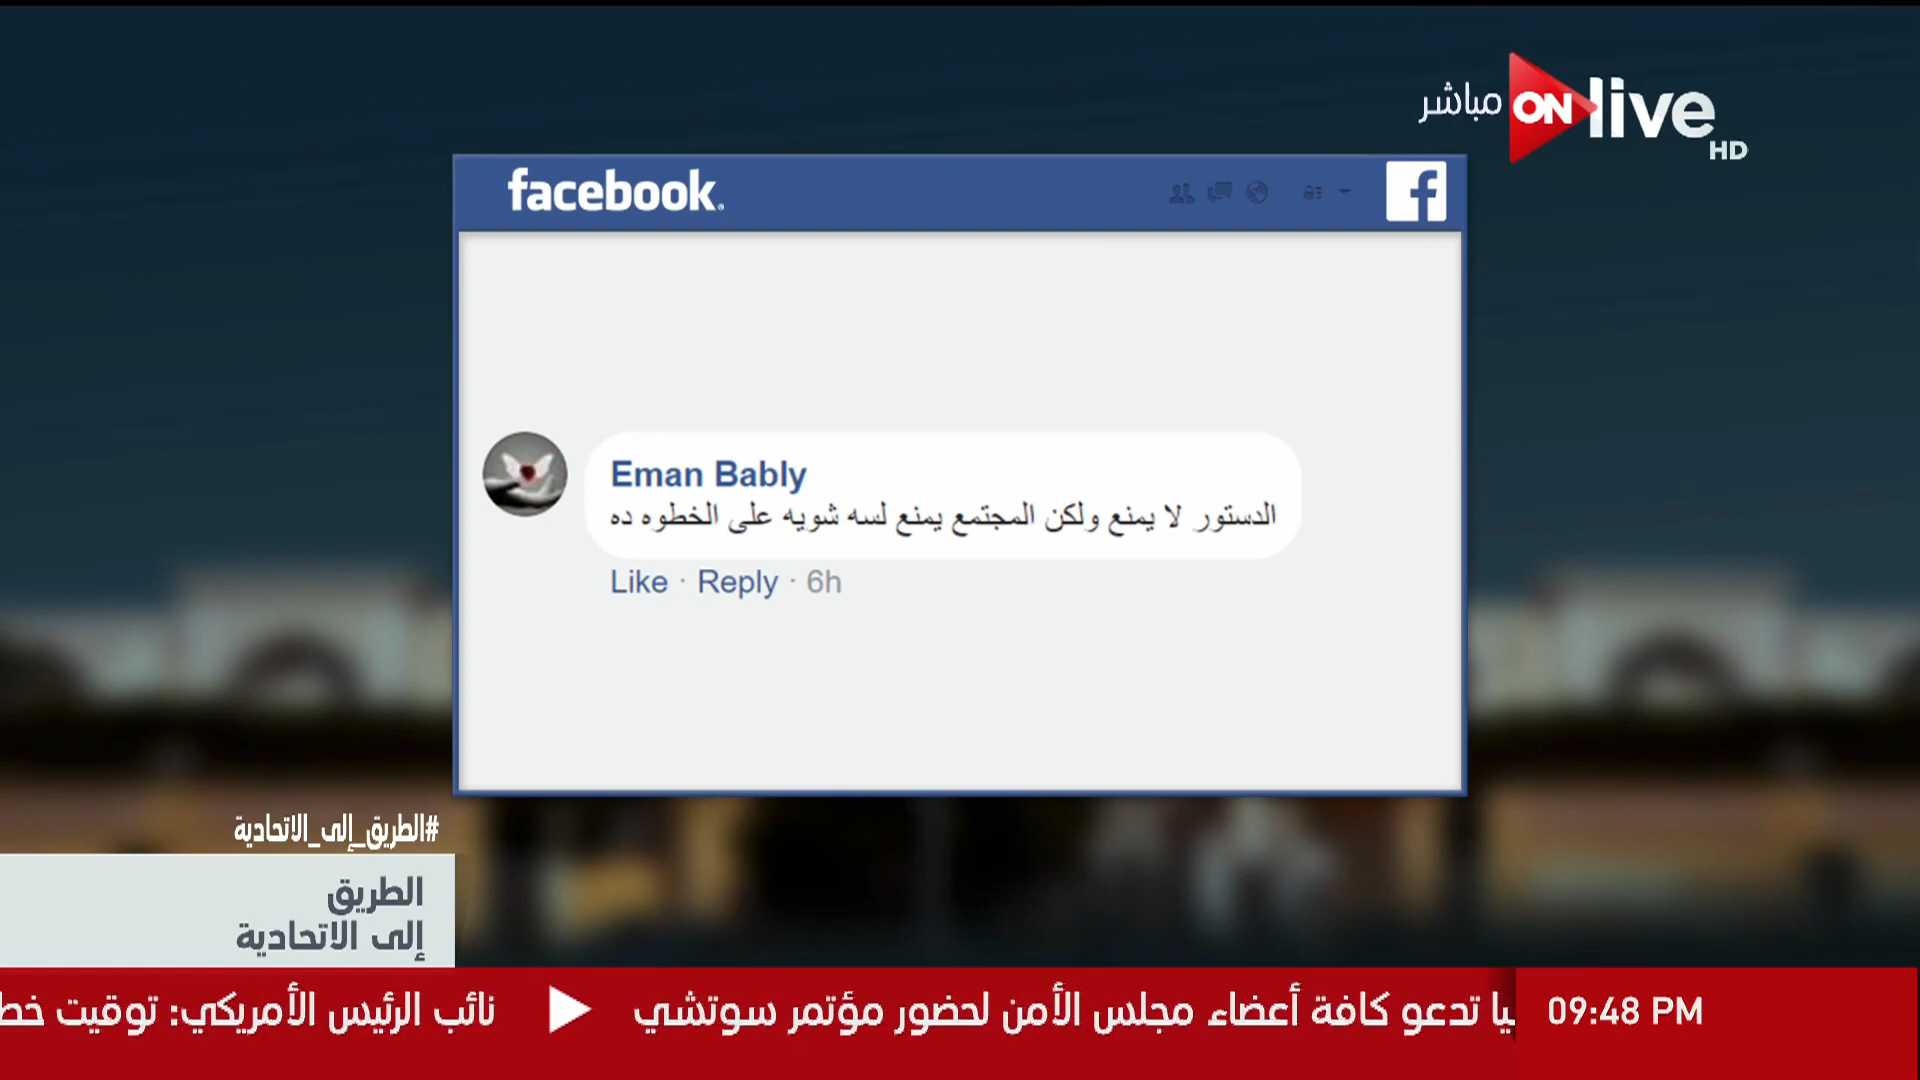 مباشر ON live HD
facebook.
Eman Bably
الدستور لا يمنع ولكن المجتمع يمنع لسه شويه على الخطوه ده
Like · Reply · 6h
#الطريق_إلى_الاتحادية
الطريق
إلى الاتحادية
يا تدعو كافة أعضاء مجلس الأمن لحضور مؤتمر سوتشي
نائب الرئيس الأمريكي: توقيت خط
09:48 PM